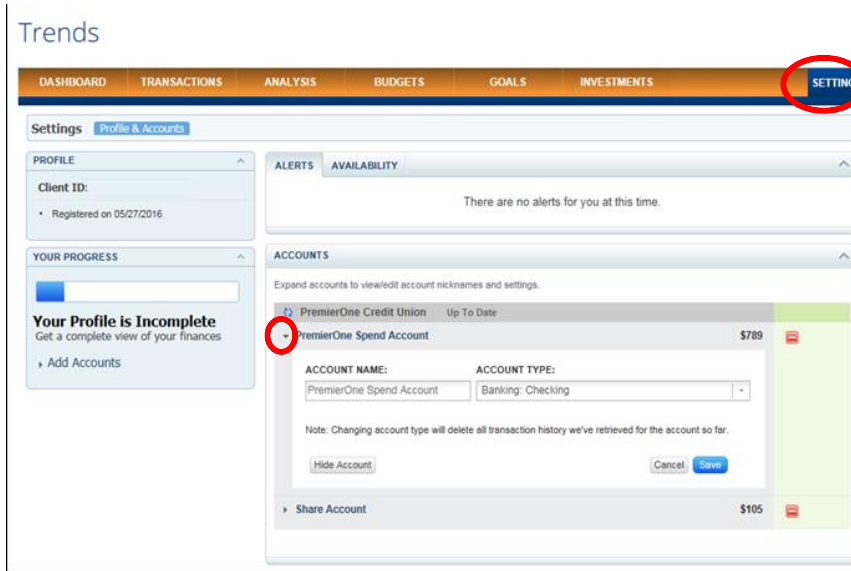 Trends
DASHBOARD TRANSACTIONS ANALYSIS BUDGETS GOALS INVESTMENTS SETTING
Settings Profile & Accounts
PROFILE
Client ID:
• Registered on 05/27/2016
YOUR PROGRESS
Your Profile is Incomplete
Get a complete view of your finances
Add Accounts
ALERTS AVAILABILITY
There are no alerts for you at this time.
ACCOUNTS
Expand accounts to view/edit account nicknames and settings.
PremierOne Credit Union Up To Date
PremierOne Spend Account $789
ACCOUNT NAME: ACCOUNT TYPE:
PremierOne Spend Account Banking: Checking
Note: Changing account type will delete all transaction history we've retrieved for the account so far.
Hide Account Cancel Save
Share Account $105